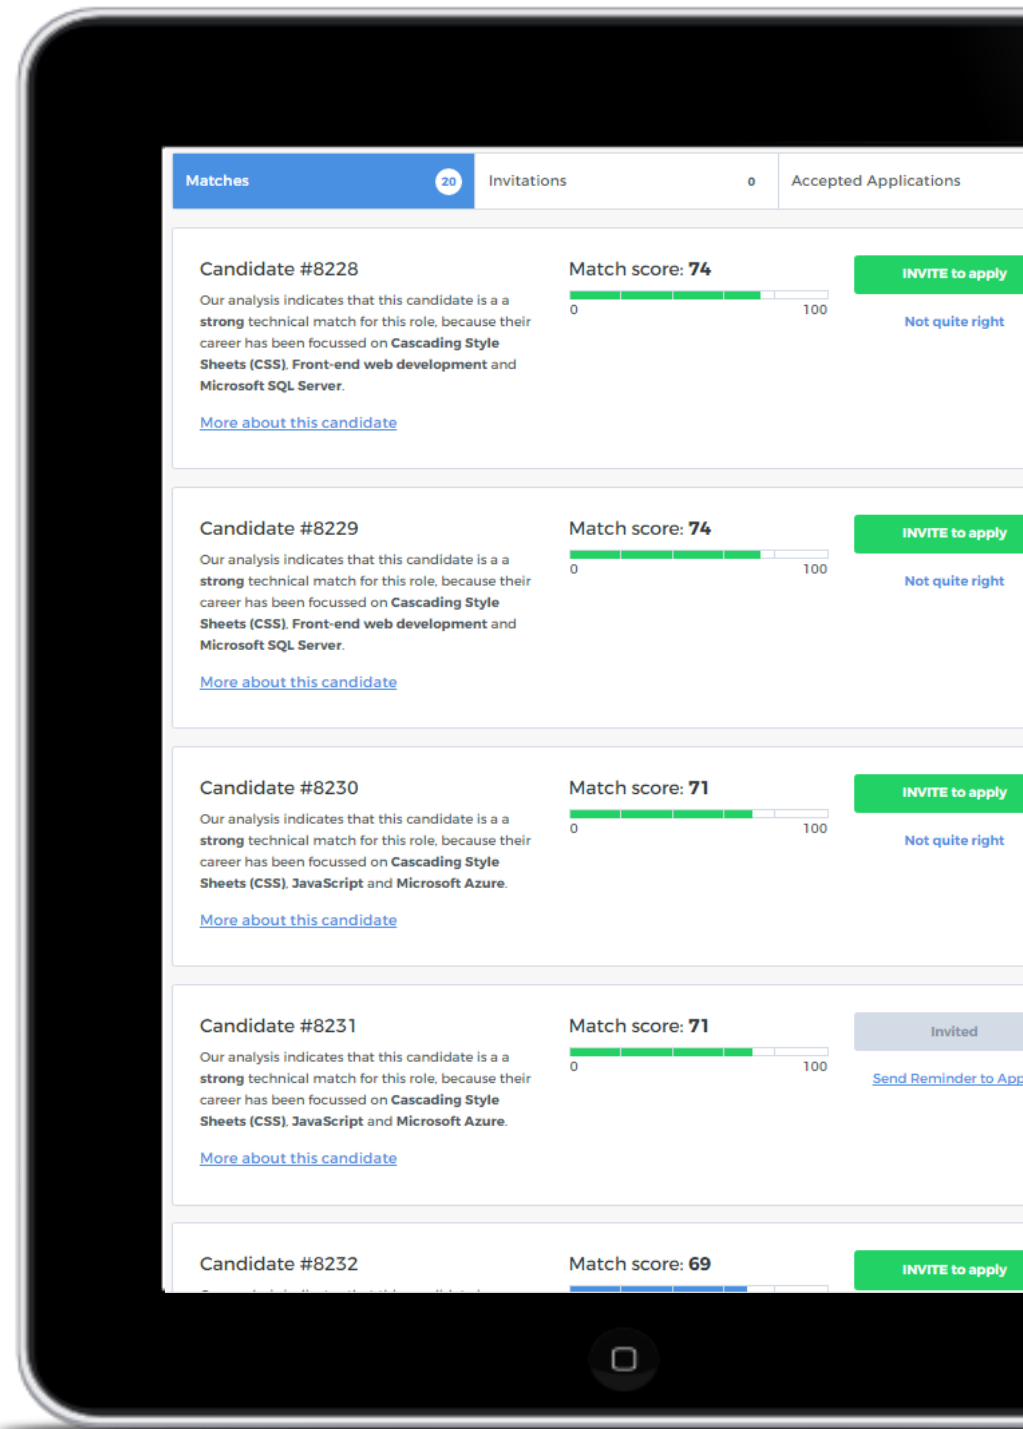 Matches 20 Invitations 0 Accepted Applications
Candidate #8228 Match score: 74 INVITE to apply
Our analysis indicates that this candidate is a a 0 100 Not quite right
strong technical match for this role, because their
career has been focussed on Cascading Style
Sheets (CSS), Front-end web development and
Microsoft SQL Server.
More about this candidate
Candidate #8229 Match score: 74 INVITE to apply
Our analysis indicates that this candidate is a a 0 100 Not quite right
strong technical match for this role, because their
career has been focussed on Cascading Style
Sheets (CSS), Front-end web development and
Microsoft SQL Server.
More about this candidate
Candidate #8230 Match score: 71 INVITE to apply
Our analysis indicates that this candidate is a a 0 100 Not quite right
strong technical match for this role, because their
career has been focussed on Cascading Style
Sheets (CSS), JavaScript and Microsoft Azure.
More about this candidate
Candidate #8231 Match score: 71 Invited
Our analysis indicates that this candidate is a a 0 100 Send Reminder to App
strong technical match for this role, because their
career has been focussed on Cascading Style
Sheets (CSS), JavaScript and Microsoft Azure.
More about this candidate
Candidate #8232 Match score: 69 INVITE to apply